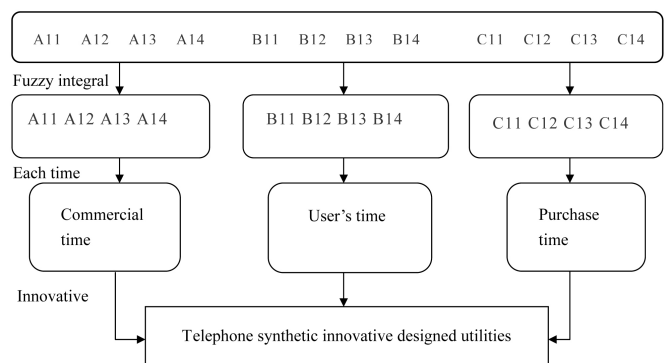 A11 A12 A13 A14 B11 B12 B13 B14 C11 C12 C13 C14
Fuzzy integral
A11 A12 A13 A14 B11 B12 B13 B14 C11 C12 C13 C14
Each time
Commercial
time
User's time
Purchase
time
Innovative
Telephone synthetic innovative designed utilities